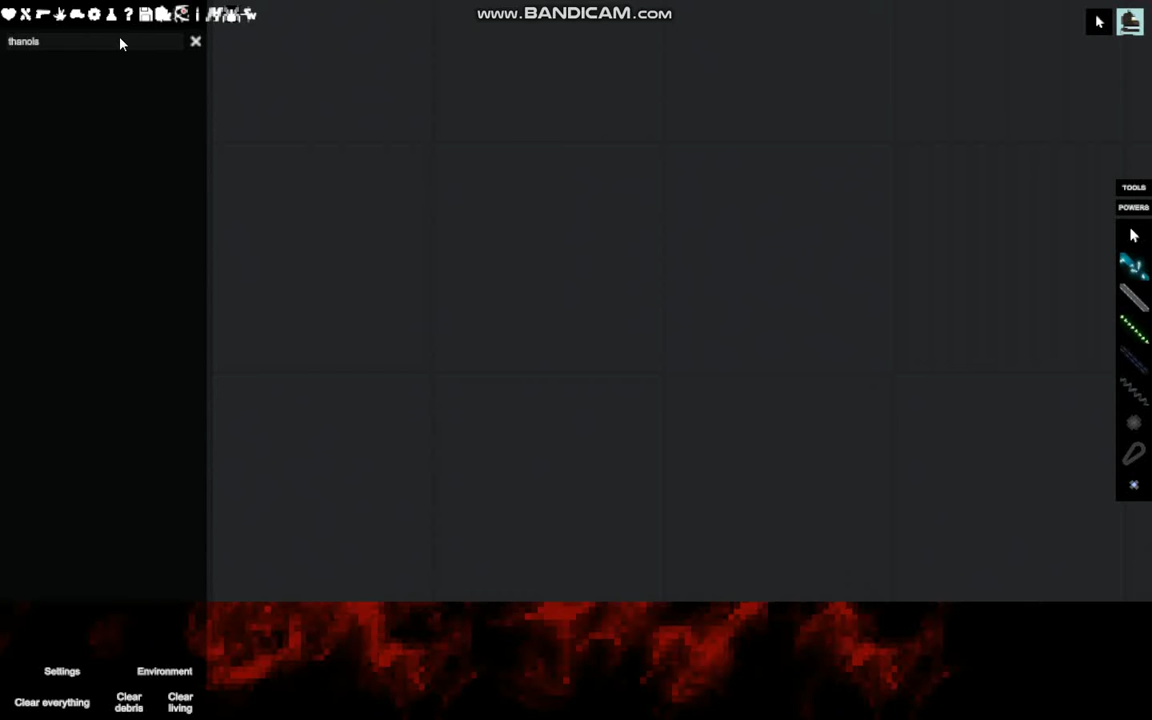 www.BANDICAM.com
thanols
TOOLS
POWERS
Settings
Environment
Clear everything
Clear
debris
Clear
living